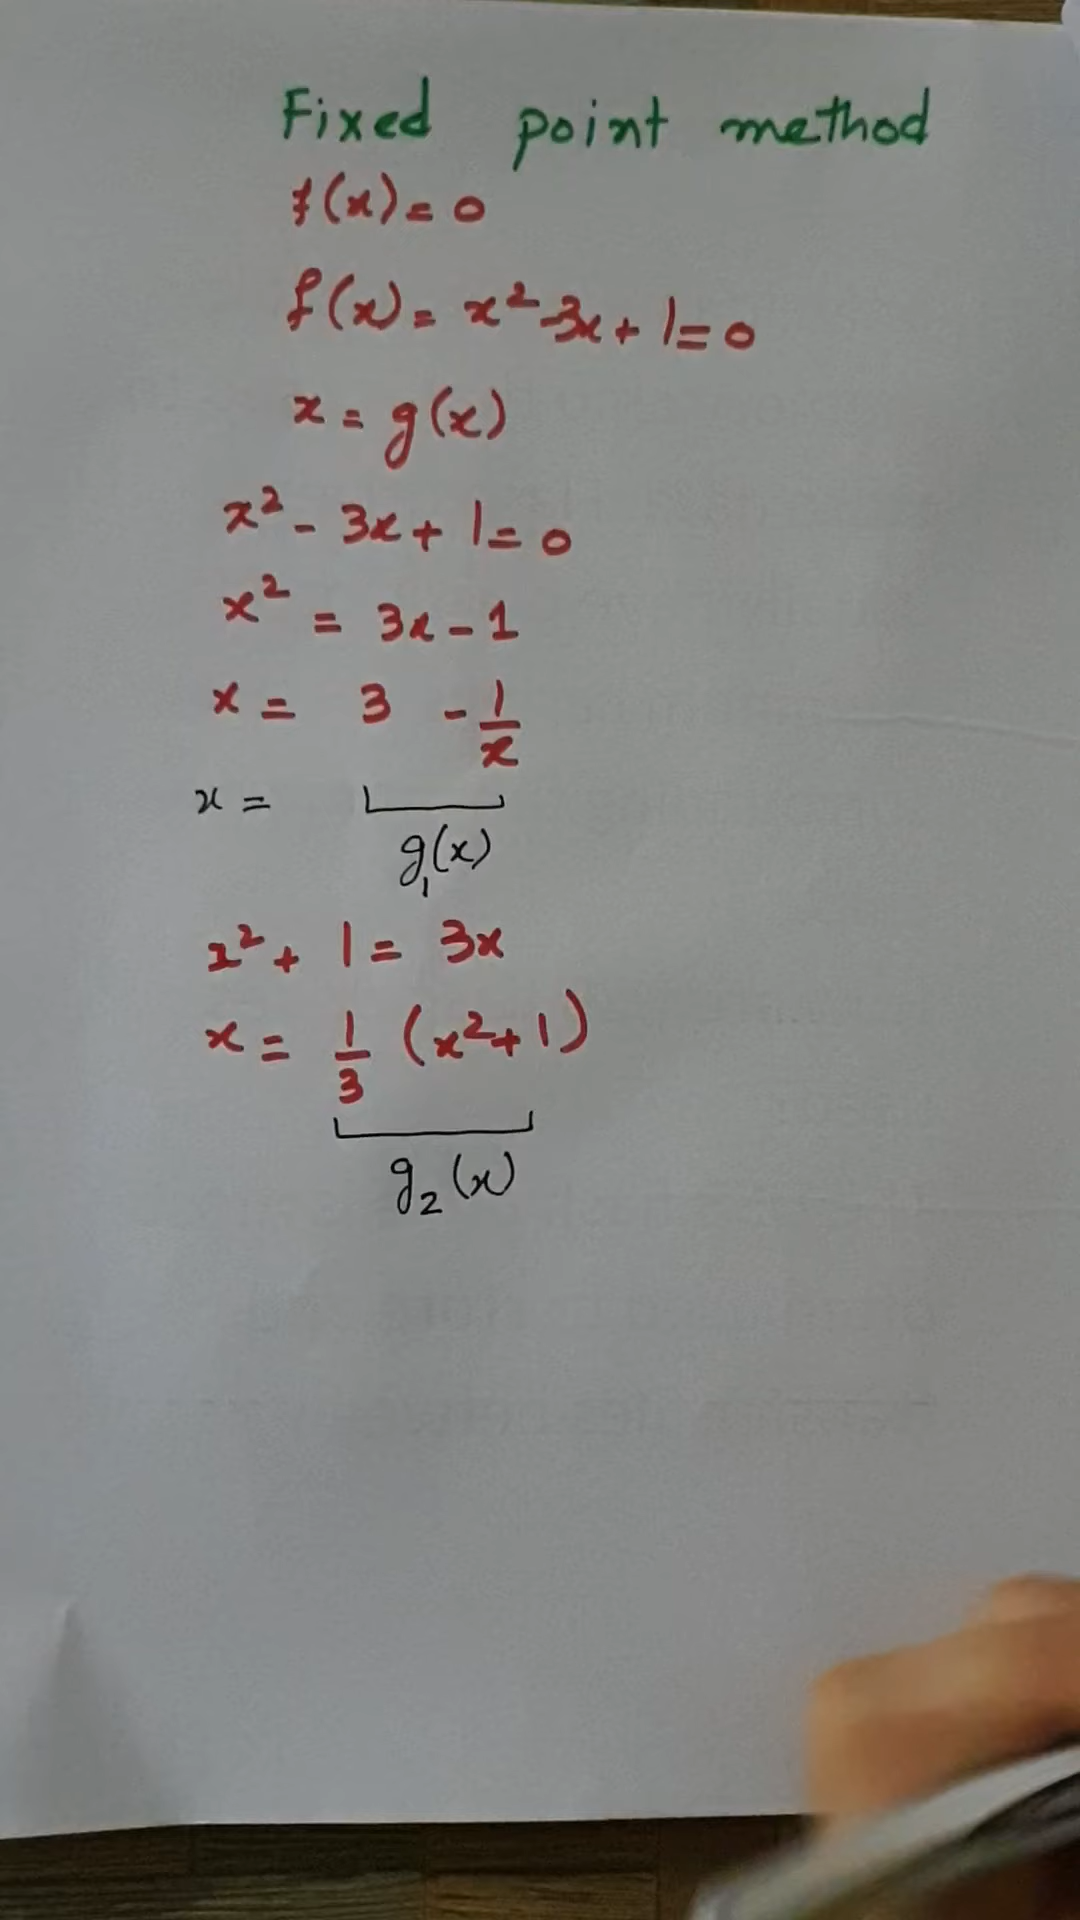 Fixed point method
f(x) = 0
f(x) = x² - 3x + 1 = 0
x = g(x)
x² - 3x + 1 = 0
x² = 3x - 1
x = 3 - 1/x
x = g₁(x)
x² + 1 = 3x
x = 1/3 (x² + 1)
g₂(x)